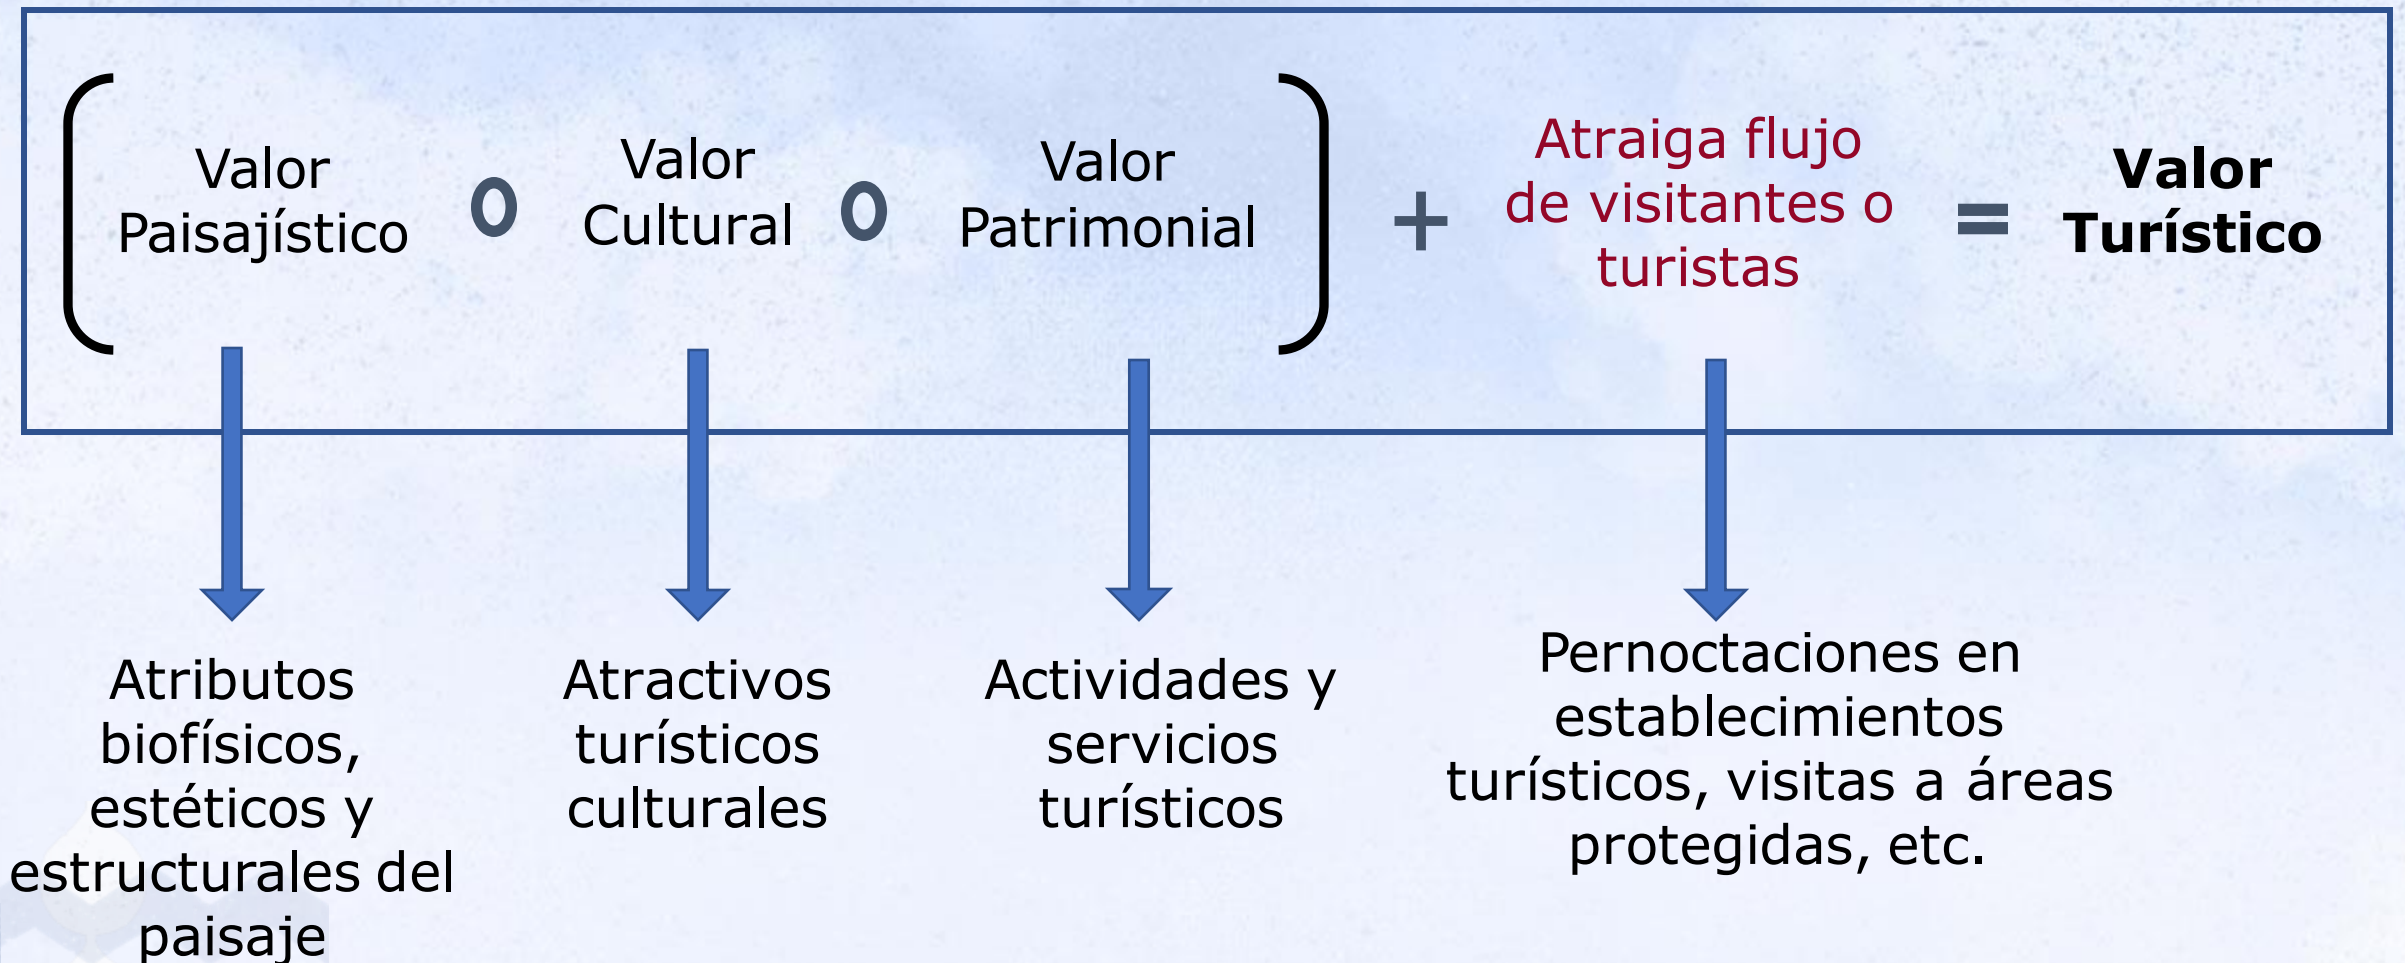 Valor
Paisajístico
o
Valor
Cultural
o
Valor
Patrimonial
+
Atraiga flujo
de visitantes o
turistas
=
Valor
Turístico
Atributos
biofísicos,
estéticos y
estructurales del
paisaje
Atractivos
turísticos
culturales
Actividades y
servicios
turísticos
Pernoctaciones en
establecimientos
turísticos, visitas a áreas
protegidas, etc.